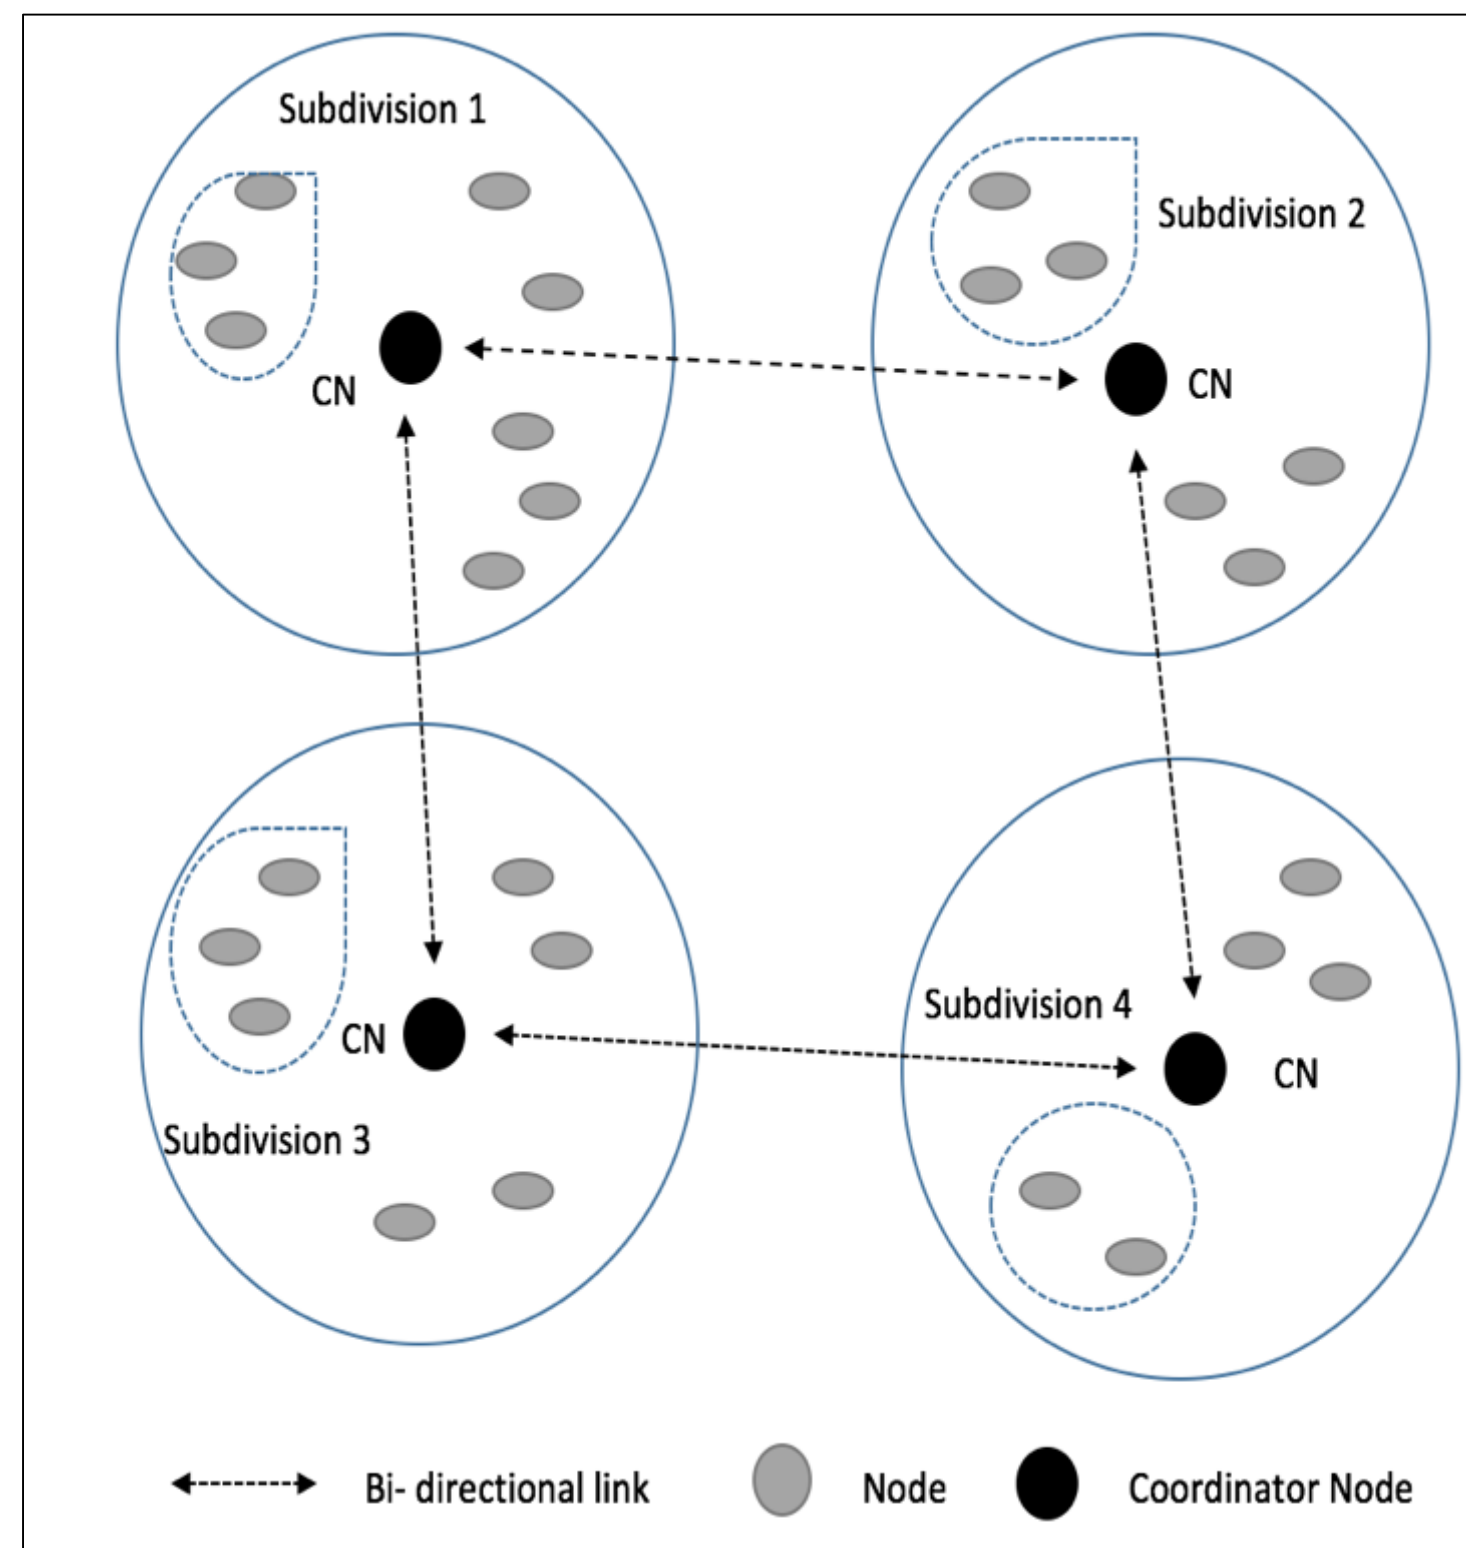 Subdivision 1
Subdivision 2
CN
CN
Subdivision 4
CN
CN
Subdivision 3
Bi- directional link
Node
Coordinator Node